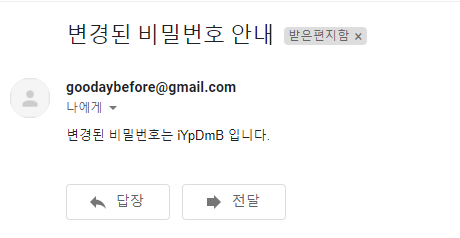 변경된 비밀번호 안내 받은편지함 ×
goodaybefore@gmail.com
나에게
변경된 비밀번호는 iYpDmB 입니다.
답장 전달